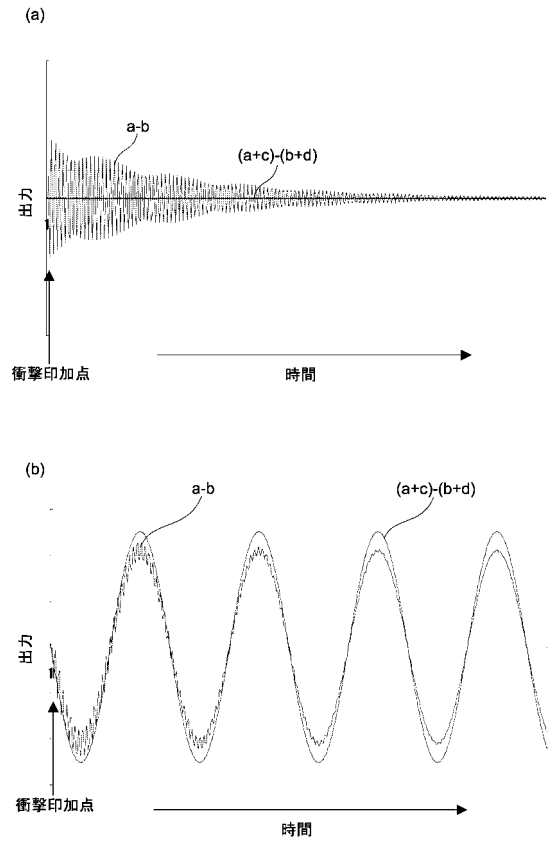 (a)
a-b
(a+c)-(b+d)
出力
衝撃印加点
時間
(b)
a-b
(a+c)-(b+d)
出力
衝撃印加点
時間